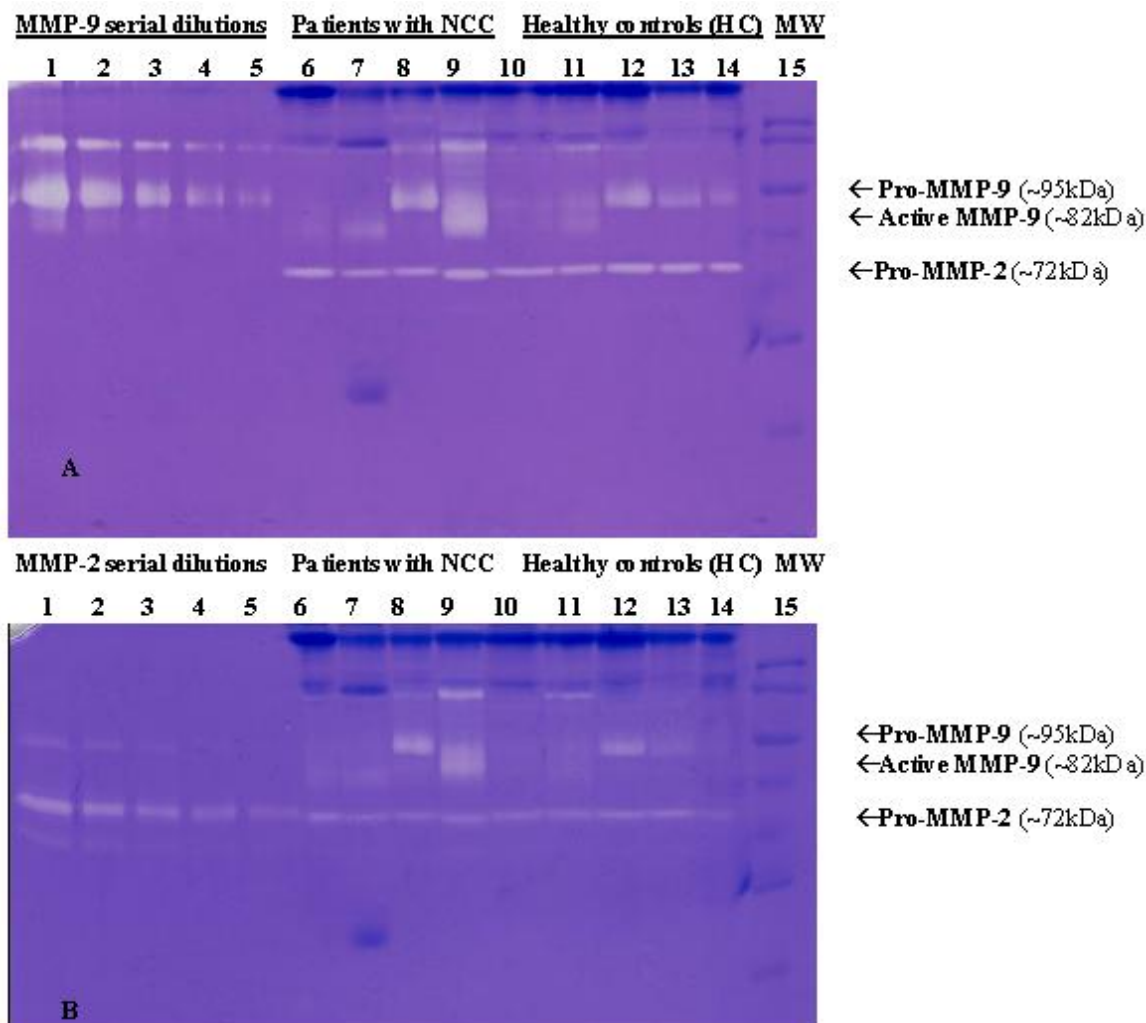 MMP-9 serial dilutions Patients with NCC Healthy controls (HC) MW
1 2 3 4 5 6 7 8 9 10 11 12 13 14 15
←Pro-MMP-9 (~95kDa)
←Active MMP-9 (~82kDa)
←Pro-MMP-2 (~72kDa)
A
MMP-2 serial dilutions Patients with NCC Healthy controls (HC) MW
1 2 3 4 5 6 7 8 9 10 11 12 13 14 15
←Pro-MMP-9 (~95kDa)
←Active MMP-9 (~82kDa)
←Pro-MMP-2 (~72kDa)
B